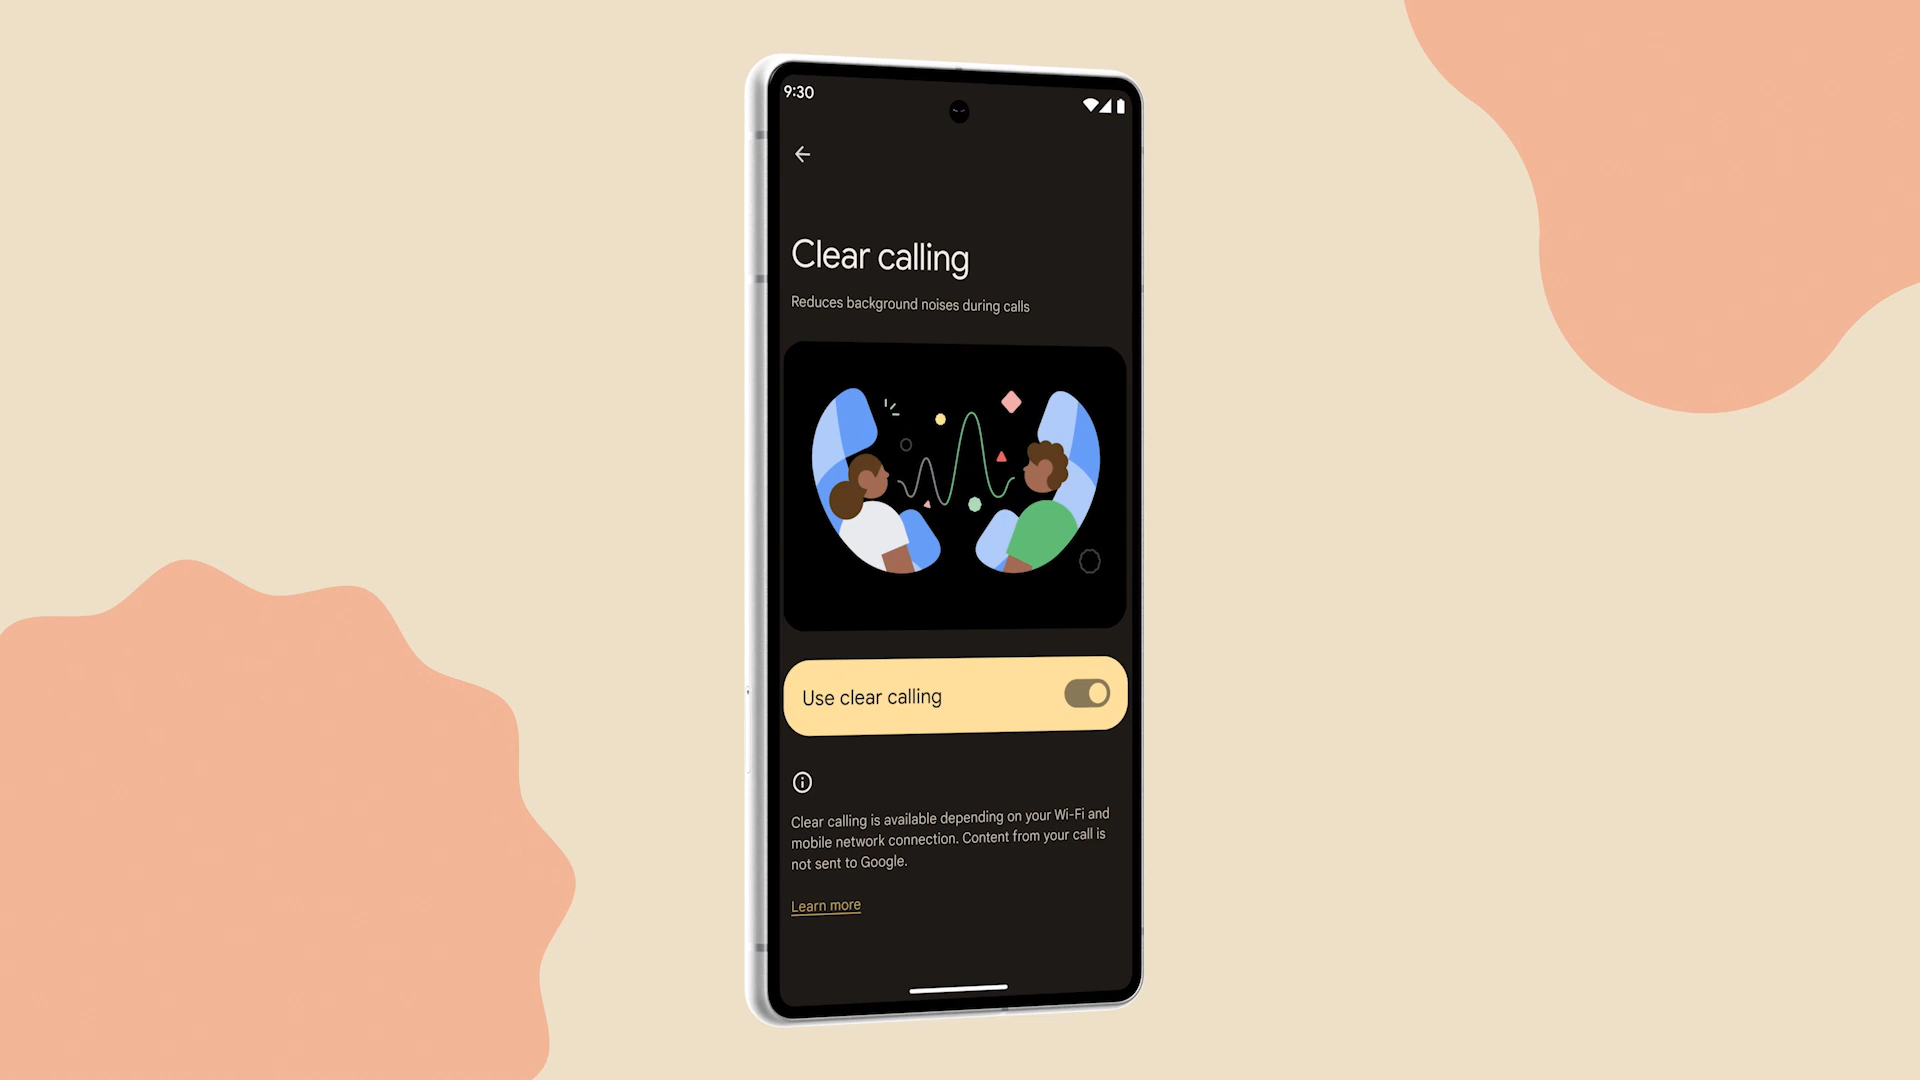 9:30
Clear calling
Reduces background noises during calls
Use clear calling
Clear calling is available depending on your Wi-Fi and
mobile network connection. Content from your call is
not sent to Google.
Learn more